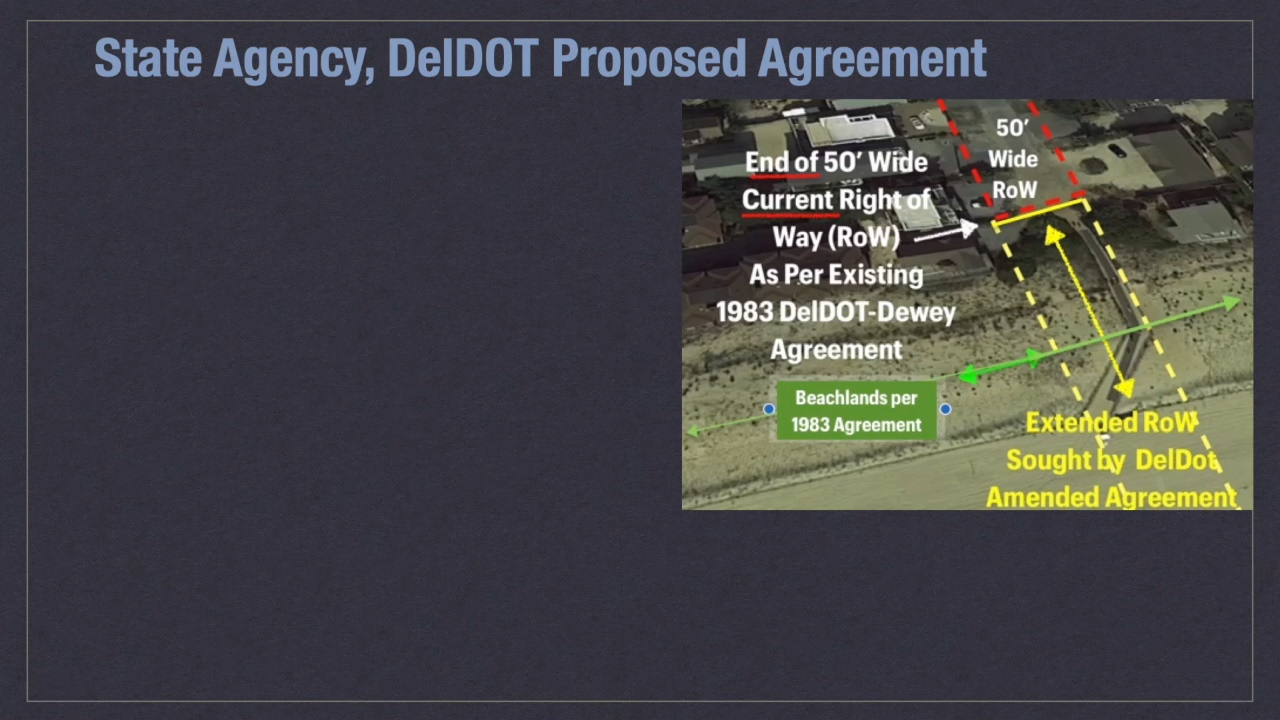 State Agency, DelDOT Proposed Agreement
50’
Wide
RoW
End of 50’ Wide
Current Right of
Way (RoW)
As Per Existing
1983 DelDOT-Dewey
Agreement
Beachlands per
1983 Agreement
Extended RoW
Sought by DelDot
Amended Agreement